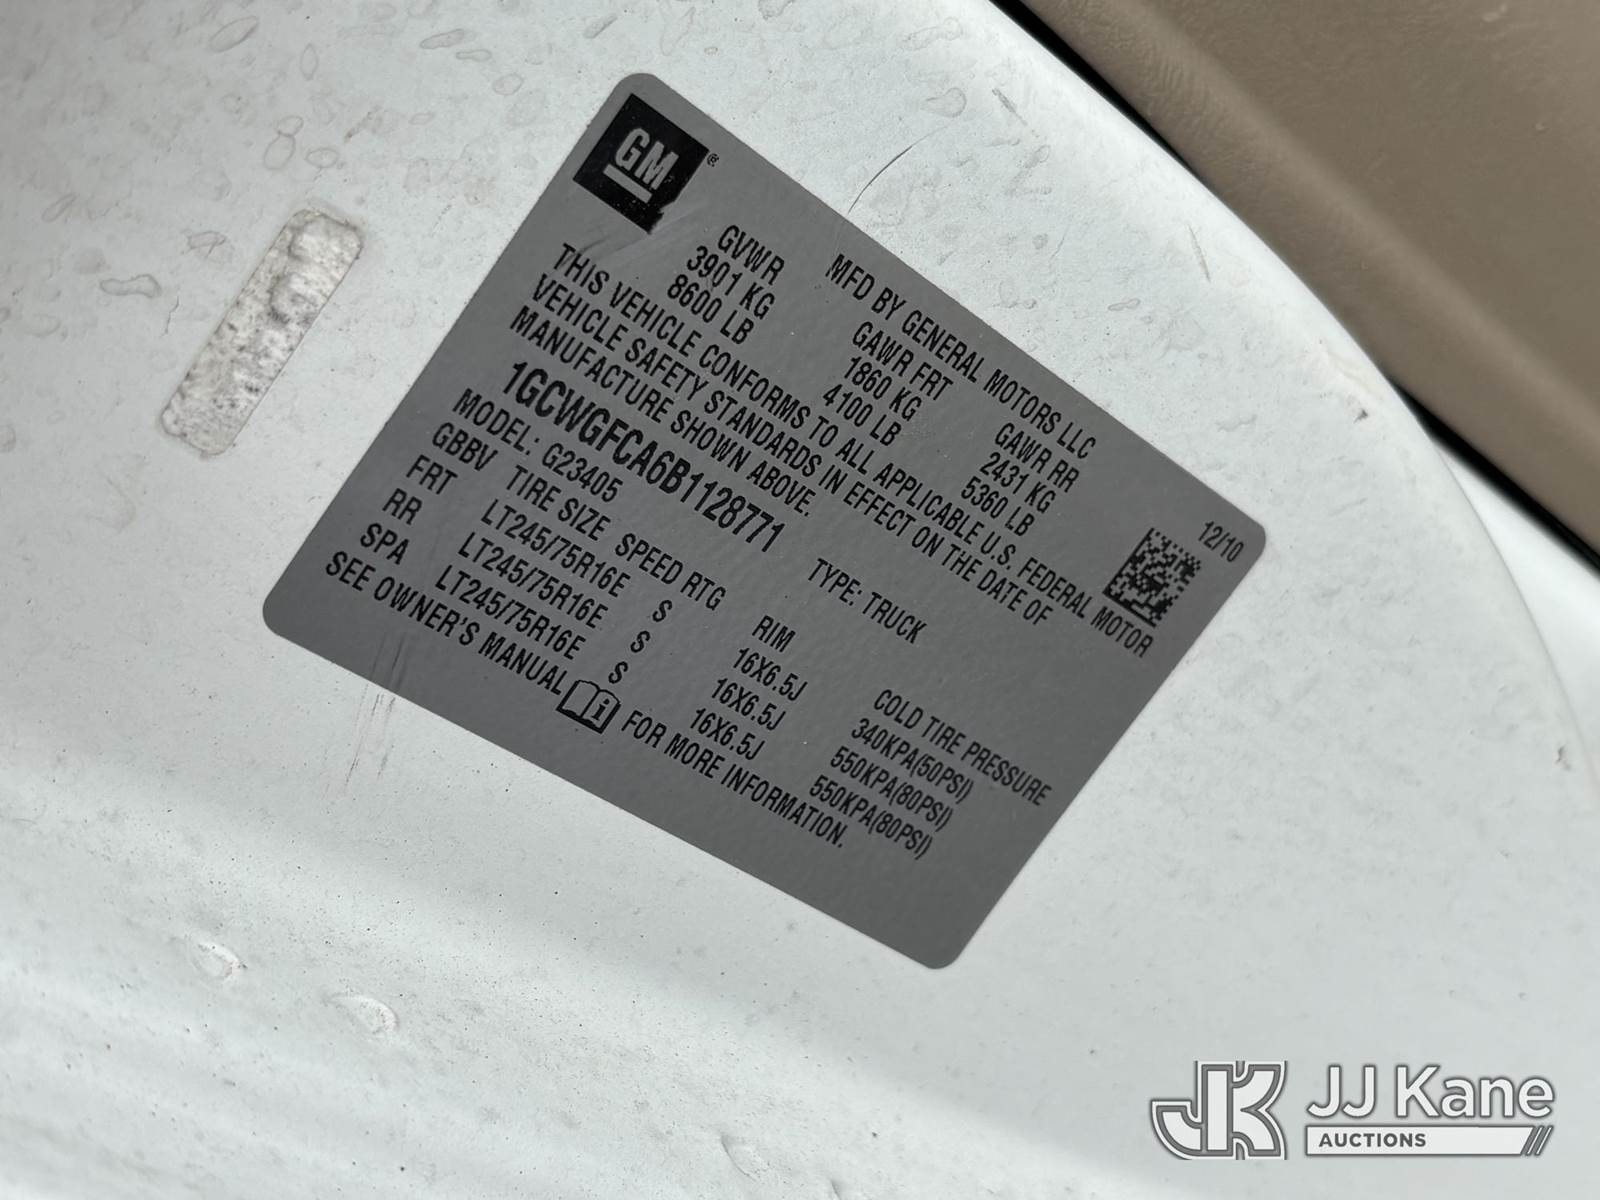 GM®
MFD BY GENERAL MOTORS LLC 12/10
GVWR GAWR FRT GAWR RR
3901 KG 1860 KG 2431 KG
8600 LB 4100 LB 5360 LB
THIS VEHICLE CONFORMS TO ALL APPLICABLE U.S. FEDERAL MOTOR
VEHICLE SAFETY STANDARDS IN EFFECT ON THE DATE OF
MANUFACTURE SHOWN ABOVE.
1GCWGFCA6B1128771 TYPE: TRUCK
MODEL: G23405
GBBV TIRE SIZE SPEED RTG RIM COLD TIRE PRESSURE
FRT LT245/75R16E S 16X6.5J 340KPA(50PSI)
RR LT245/75R16E S 16X6.5J 550KPA(80PSI)
SPA LT245/75R16E S 16X6.5J 550KPA(80PSI)
SEE OWNER'S MANUAL i FOR MORE INFORMATION.
JK JJ Kane
AUCTIONS